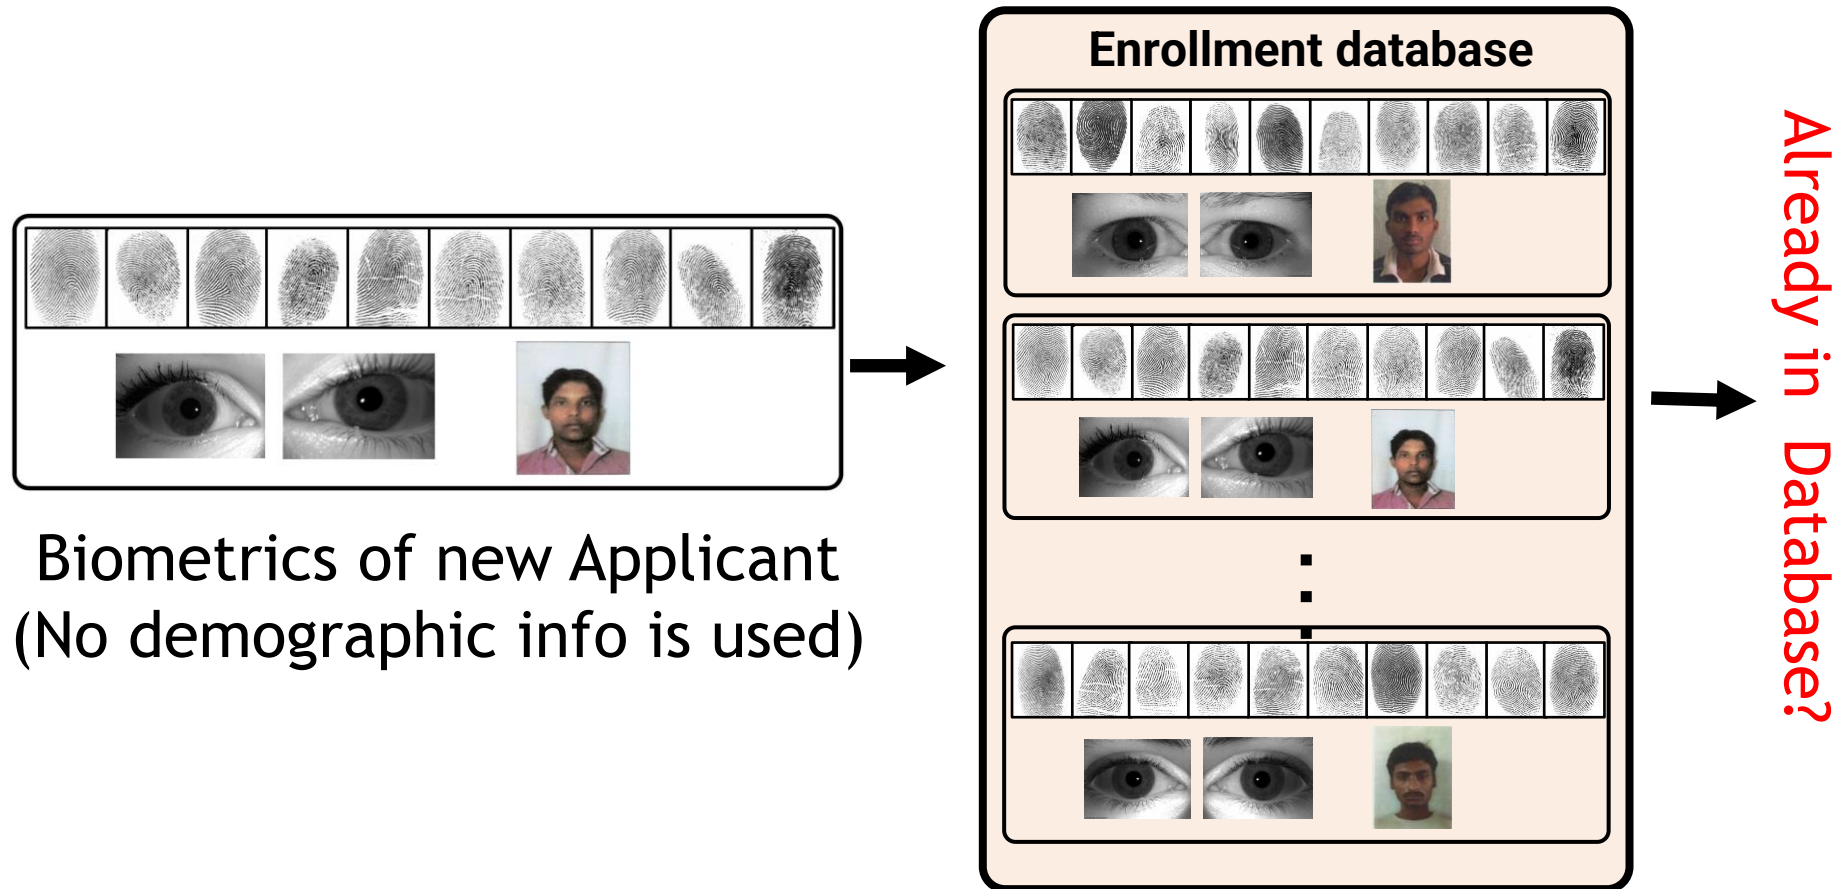 Enrollment database
Biometrics of new Applicant
(No demographic info is used)
Already in Database?